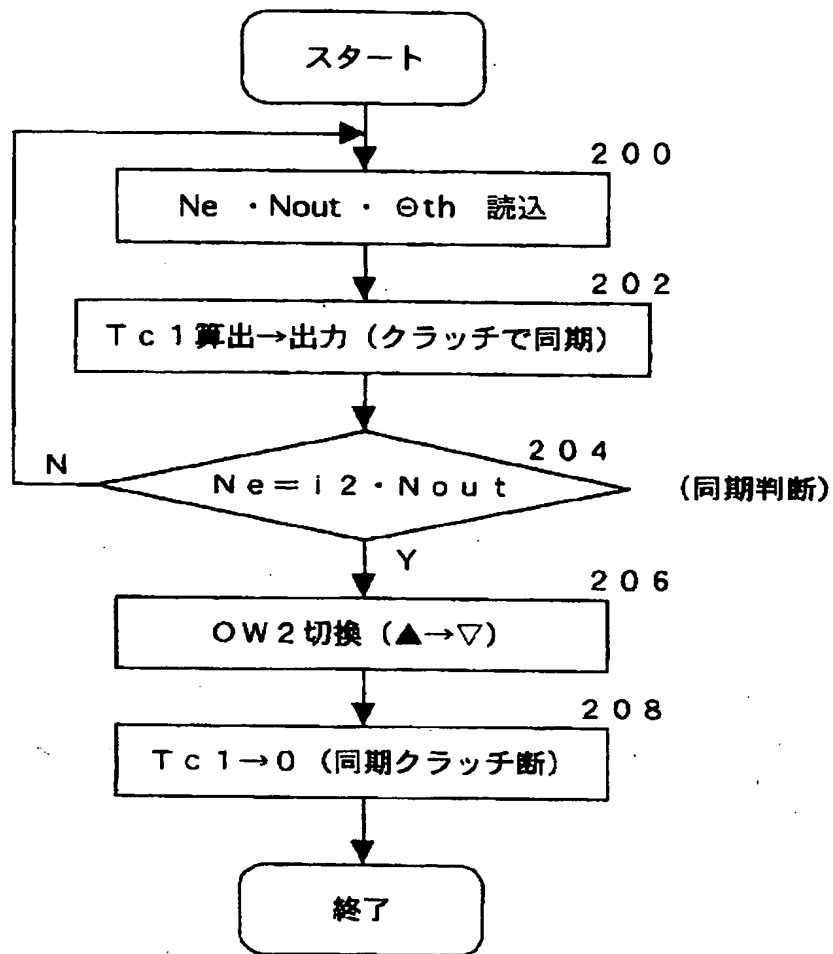 スタート
200
Ne ・Nout・Θth 読込
202
Tc1算出→出力(クラッチで同期)
204
N
Ne=i2・Nout
(同期判断)
Y
206
OW2切換(▲→▽)
208
Tc1→0(同期クラッチ断)
終了